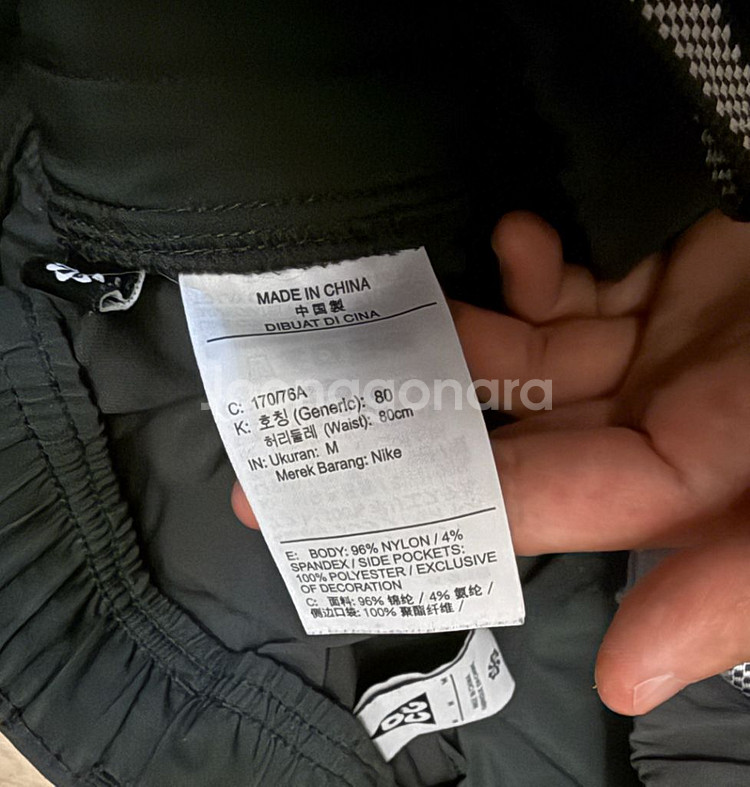 MADE IN CHINA
中国製
DIBUAT DI CINA
C: 170/76A
K: 호칭 (Generic): 80
허리둘레 (Waist): 80cm
IN: Ukuran: M
Merek Barang: Nike
E: BODY: 96% NYLON / 4%
SPANDEX / SIDE POCKETS:
100% POLYESTER / EXCLUSIVE
OF DECORATION
C: 面料: 96% 锦纶 / 4% 氨纶 /
侧边口袋: 100% 聚酯纤维 /
Joonggonara